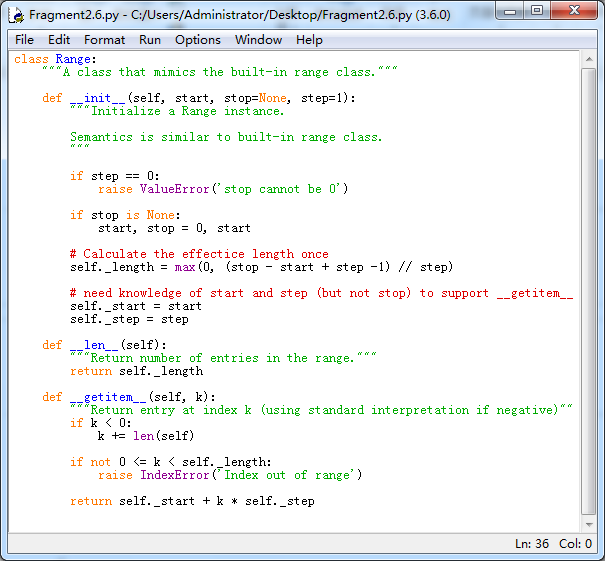 Fragment2.6.py - C:/Users/Administrator/Desktop/Fragment2.6.py (3.6.0)
File Edit Format Run Options Window Help
class Range:
    """A class that mimics the built-in range class."""

    def __init__(self, start, stop=None, step=1):
        """Initialize a Range instance.

        Semantics is similar to built-in range class.
        """

        if step == 0:
            raise ValueError('stop cannot be 0')

        if stop is None:
            start, stop = 0, start

        # Calculate the effectice length once
        self._length = max(0, (stop - start + step -1) // step)

        # need knowledge of start and step (but not stop) to support __getitem__
        self._start = start
        self._step = step

    def __len__(self):
        """Return number of entries in the range."""
        return self._length

    def __getitem__(self, k):
        """Return entry at index k (using standard interpretation if negative)""
        if k < 0:
            k += len(self)

        if not 0 <= k < self._length:
            raise IndexError('Index out of range')

        return self._start + k * self._step
Ln: 36 Col: 0